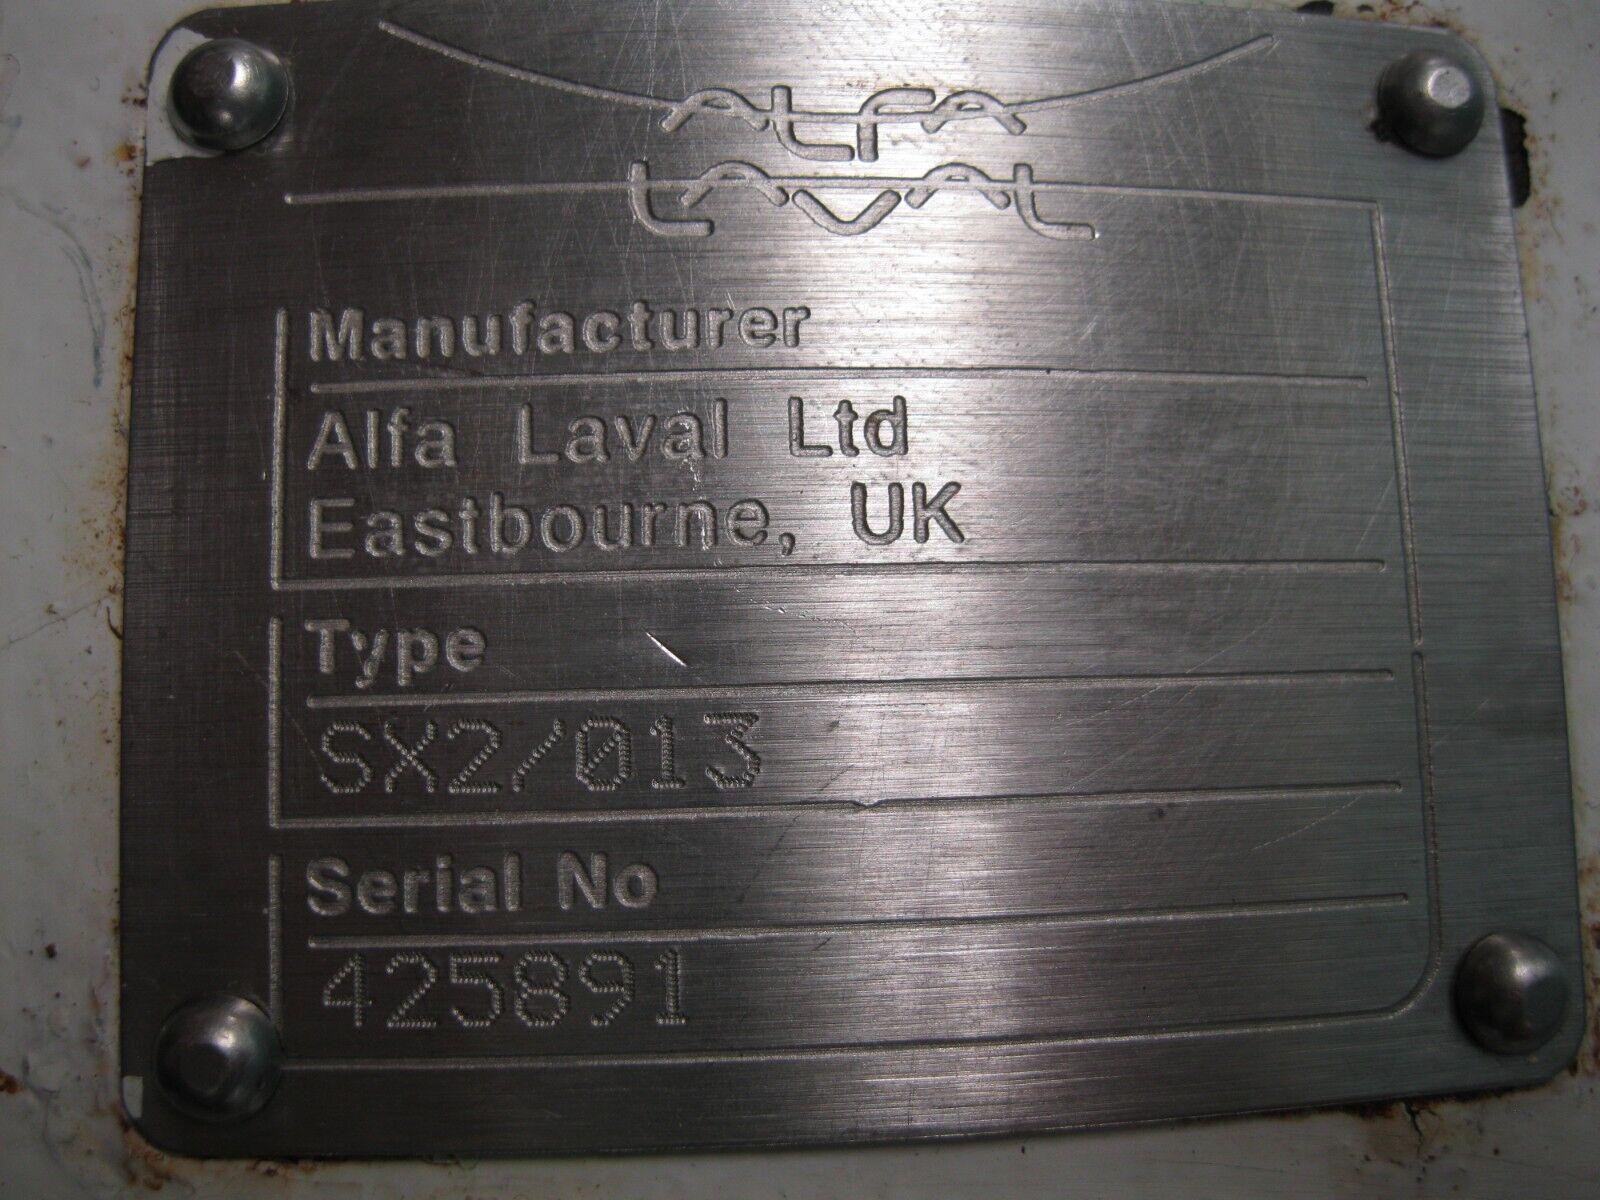 ALFA
LAVAL
Manufacturer
Alfa Laval Ltd
Eastbourne, UK
Type
SX2/013
Serial No
425891